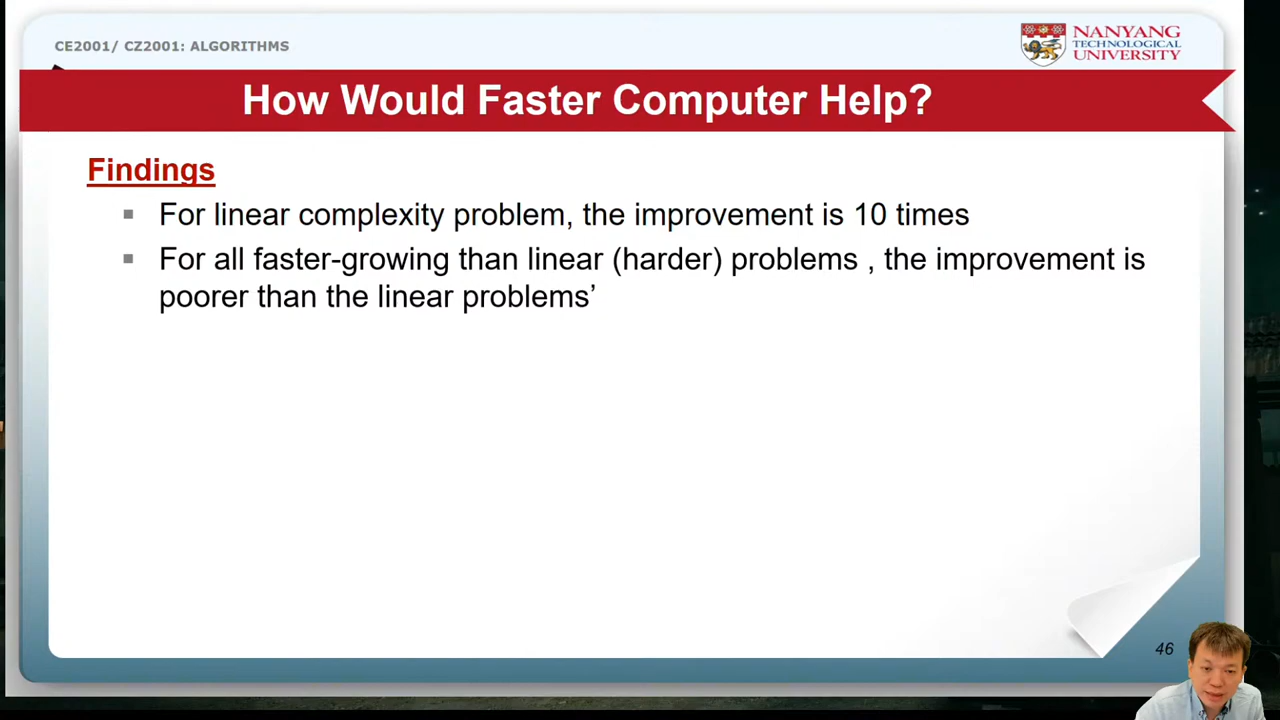 CE2001/ CZ2001: ALGORITHMS
NANYANG
TECHNOLOGICAL
UNIVERSITY
How Would Faster Computer Help?
Findings
For linear complexity problem, the improvement is 10 times
For all faster-growing than linear (harder) problems , the improvement is
poorer than the linear problems’
46